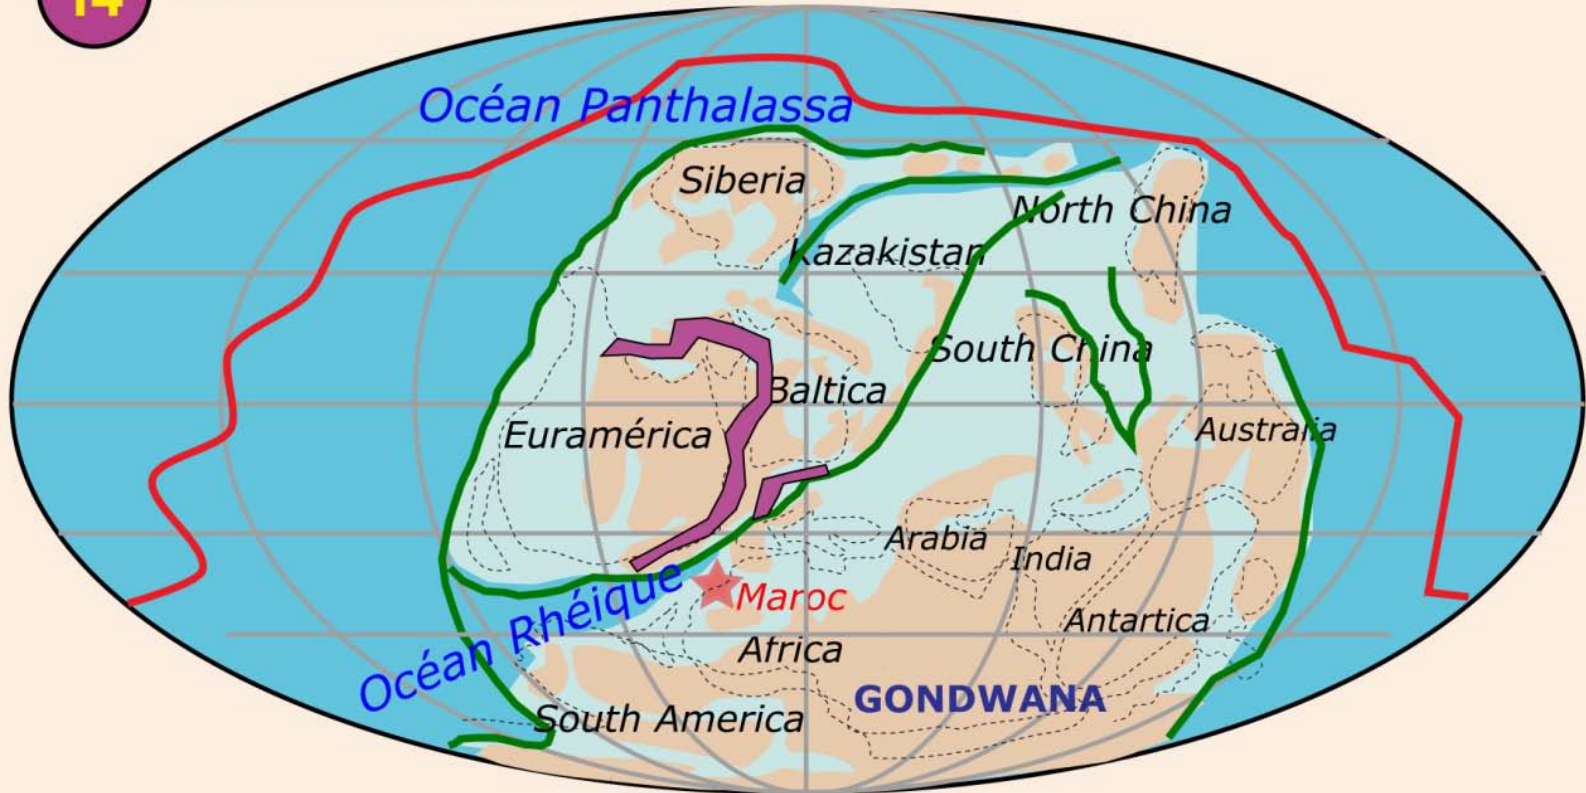 14
Océan Panthalassa
Siberia
North China
Kazakistan
South China
Baltica
Euramérica
Australia
Arabia
India
Océan Rhéique
Maroc
Antartica
Africa
GONDWANA
South America